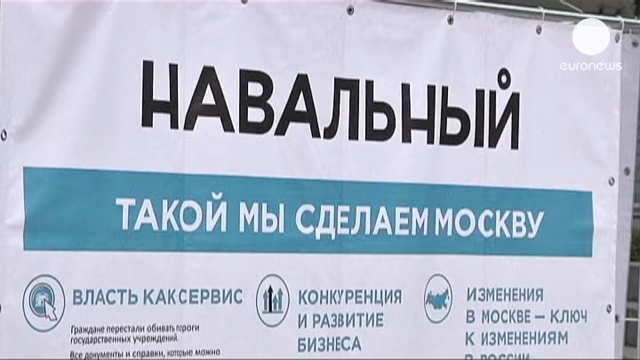 euronews
НАВАЛЬНЫЙ
ТАКОЙ МЫ СДЕЛАЕМ МОСКВУ
ВЛАСТЬ КАК СЕРВИС
Граждане перестали обивать пороги
государственных учреждений.
Все документы и справки, которые можно
КОНКУРЕНЦИЯ
И РАЗВИТИЕ
БИЗНЕСА
ИЗМЕНЕНИЯ
В МОСКВЕ — КЛЮЧ
К ИЗМЕНЕНИЯМ
В РОССИИ